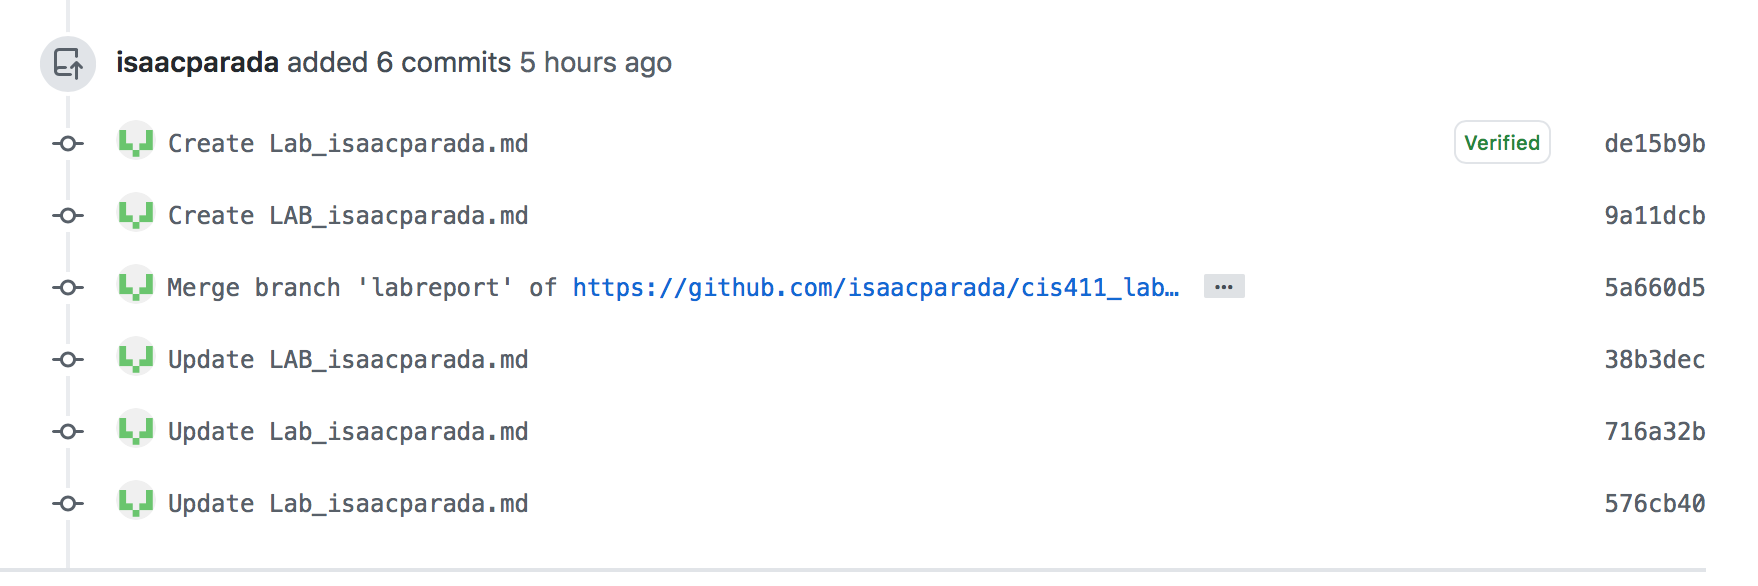 isaacparada added 6 commits 5 hours ago
Create Lab_isaacparada.md Verified de15b9b
Create LAB_isaacparada.md 9a11dcb
Merge branch 'labreport' of https://github.com/isaacparada/cis411_lab… ... 5a660d5
Update LAB_isaacparada.md 38b3dec
Update Lab_isaacparada.md 716a32b
Update Lab_isaacparada.md 576cb40